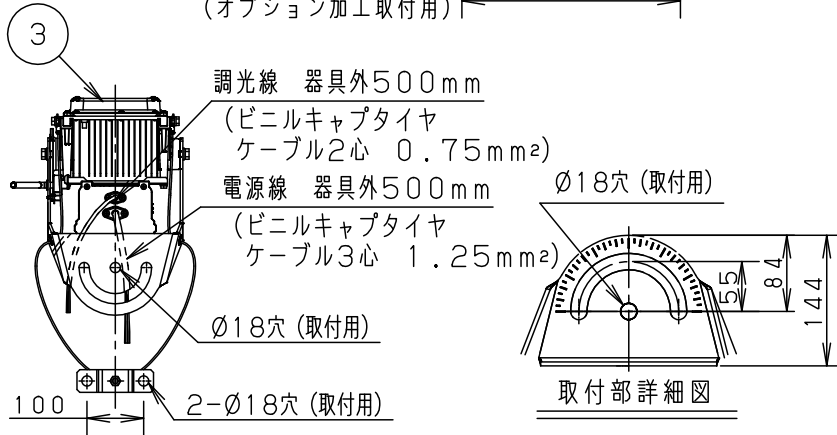 (オプション加工取付用)
3
調光線 器具外500mm
(ビニルキャブタイヤ
ケーブル2心 0.75mm²)
電源線 器具外500mm
(ビニルキャブタイヤ
ケーブル3心 1.25mm²)
Ø18穴 (取付用)
Ø18穴 (取付用)
2-Ø18穴 (取付用)
100
55
84
144
取付部詳細図